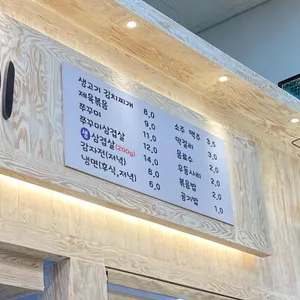 생고기 김치찌개 8,0
제육볶음 9,0
쭈꾸미 11,0
쭈꾸미삼겹살 12,0
생삼겹살(200g) 14,0
감자전(저녁) 8,0
냉면(후식,저녁) 6,0
소주 맥주 3,5
막걸리 3,0
음료수 2,0
우동사리 2,0
볶음밥 2,0
공기밥 1,0